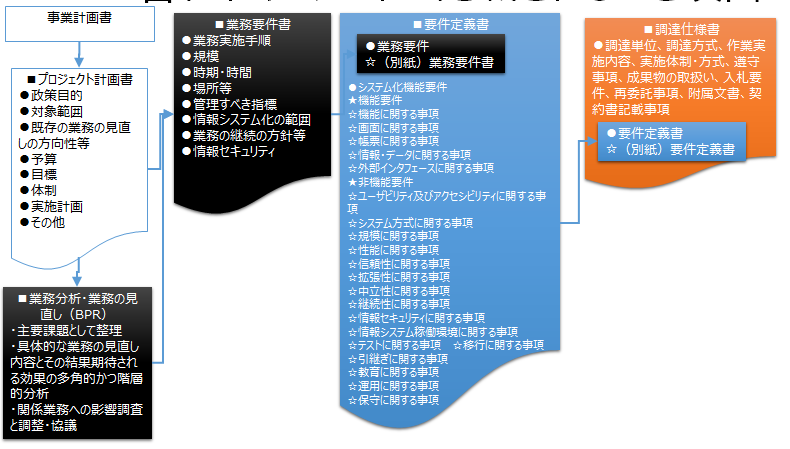 事業計画書
■プロジェクト計画書
●政策目的
●対象範囲
●既存の業務の見直
しの方向性等
●予算
●目標
●体制
●実施計画
●その他
■業務分析・業務の見
直し（BPR）
・主要課題として整理
・具体的な業務の見直し
内容とその結果期待され
る効果の多角的かつ階層
的分析
・関係業務への影響調査
と調整・協議
■業務要件書
●業務実施手順
●規模
●時期・時間
●場所等
●管理すべき指標
●情報システム化の範囲
●業務の継続の方針等
●情報セキュリティ
■要件定義書
●業務要件
☆（別紙）業務要件書
●システム化機能要件
★機能要件
☆機能に関する事項
☆画面に関する事項
☆帳票に関する事項
☆情報・データに関する事項
☆外部インタフェースに関する事項
★非機能要件
☆ユーザビリティ及びアクセシビリティに関する事
項
☆システム方式に関する事項
☆規模に関する事項
☆性能に関する事項
☆信頼性に関する事項
☆拡張性に関する事項
☆中立性に関する事項
☆継続性に関する事項
☆情報セキュリティに関する事項
☆情報システム稼働環境に関する事項
☆テストに関する事項　☆移行に関する事項
☆引継ぎに関する事項
☆教育に関する事項
☆運用に関する事項
☆保守に関する事項
■調達仕様書
●調達単位、調達方式、作業実
施内容、実施体制・方式、遵守
事項、成果物の取扱い、入札要
件、再委託事項、附属文書、契
約書記載事項
●要件定義書
☆（別紙）要件定義書